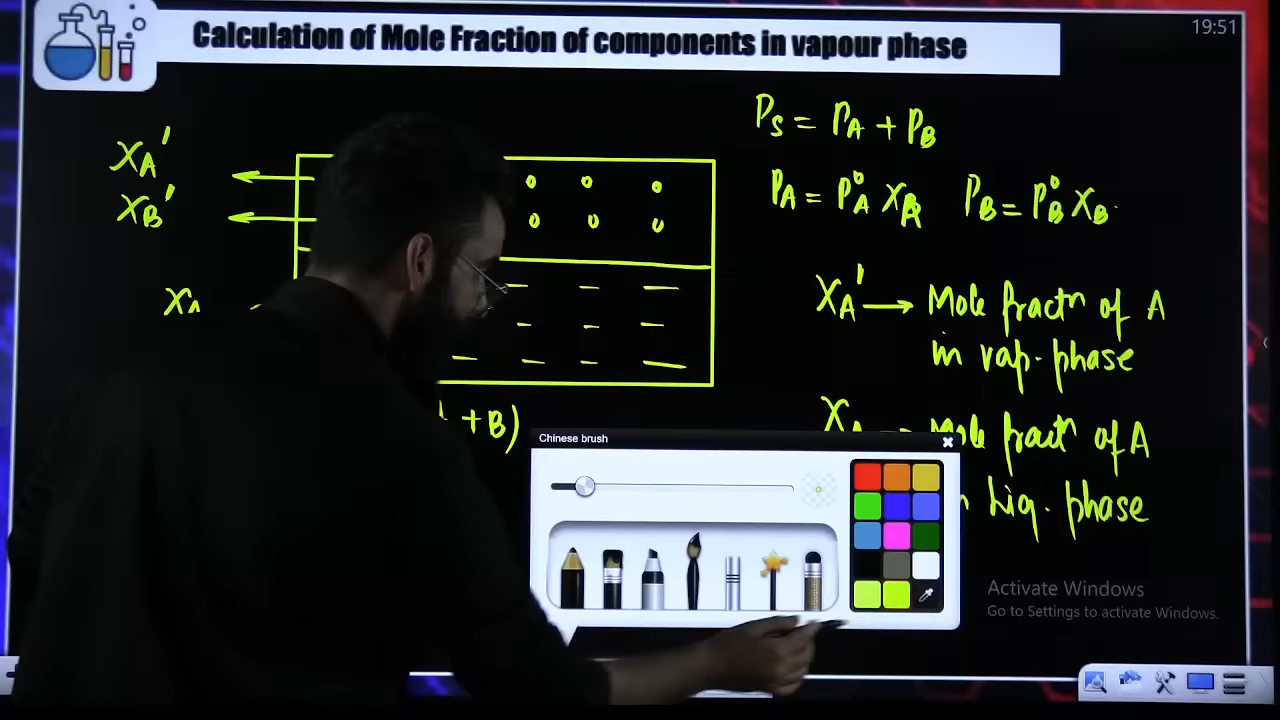 Calculation of Mole Fraction of components in vapour phase
19:51
Ps = PA + PB
PA = P°A XA PB = P°B XB
XA'
XB'
XA
XA' → Mole fractn of A
in vap. phase
XA → Mole fractn of A
Liq. phase
+ B)
Chinese brush
Activate Windows
Go to Settings to activate Windows.